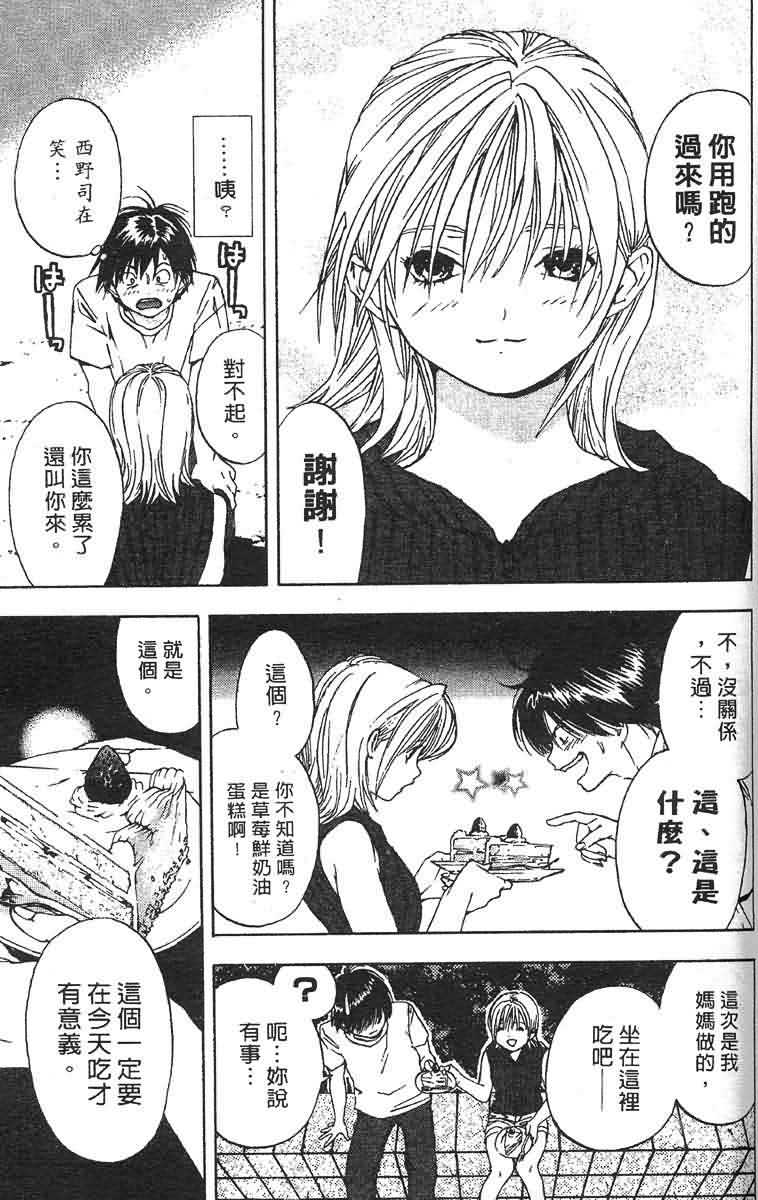 你用跑的
過來嗎？
謝謝！
……咦？
西野司在
笑…
はーっ
はーっ
對不起。
你這麼累了
還叫你來。
不，沒關係
，不過…
這、這是
什麼？
這個？
你不知道嗎？
是草莓鮮奶油
蛋糕啊！
就是
這個。
這次是我
媽媽做的，
坐在這裡
吃吧──
？
呃…妳說
有事…
這個一定要
在今天吃才
有意義。